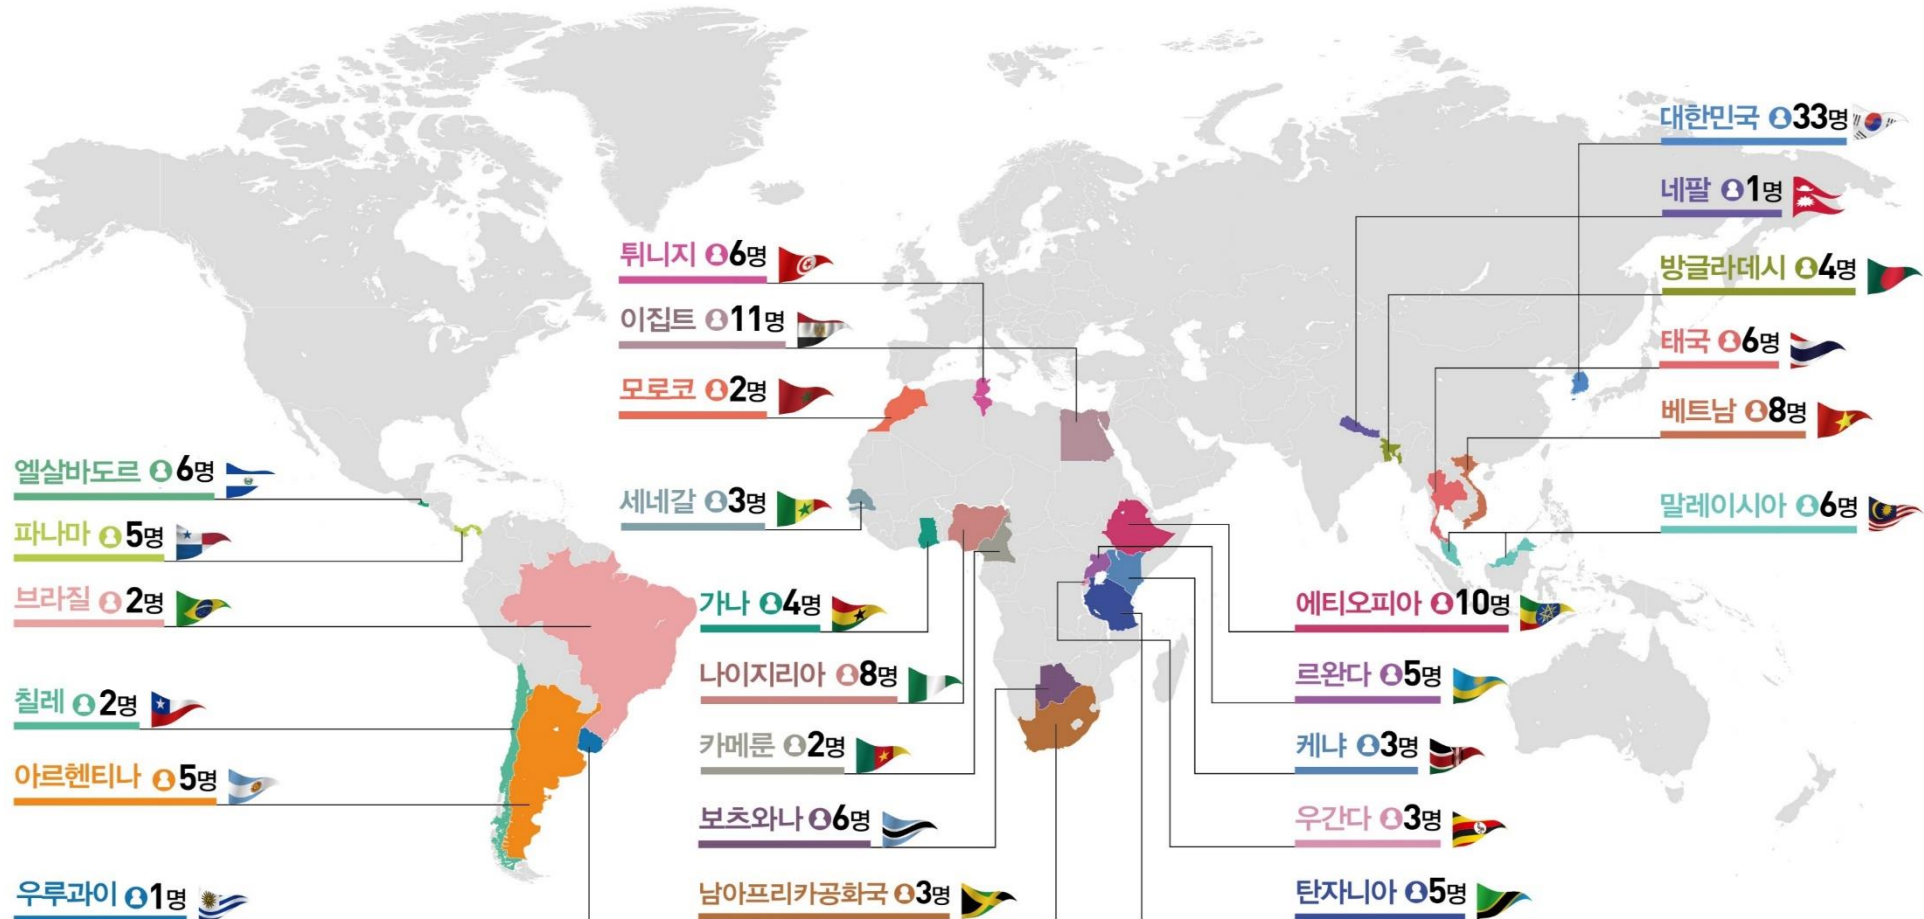 대한민국 33명
네팔 1명
방글라데시 4명
태국 6명
베트남 8명
말레이시아 6명
튀니지 6명
이집트 11명
모로코 2명
세네갈 3명
엘살바도르 6명
파나마 5명
브라질 2명
칠레 2명
아르헨티나 5명
우루과이 1명
가나 4명
나이지리아 8명
카메룬 2명
보츠와나 6명
남아프리카공화국 3명
에티오피아 10명
르완다 5명
케냐 3명
우간다 3명
탄자니아 5명